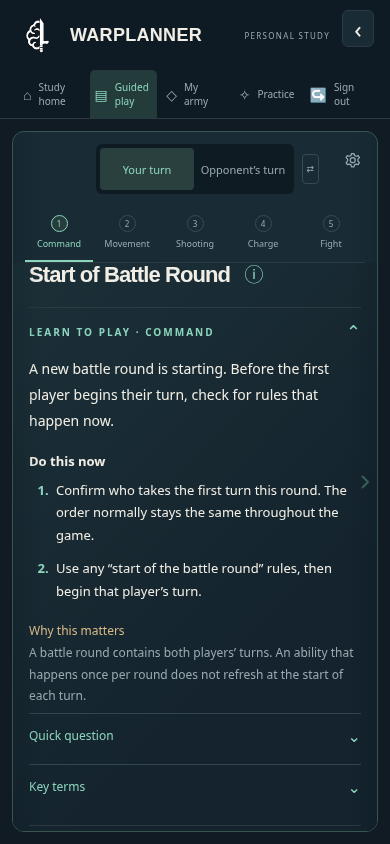 WARPLANNER
PERSONAL STUDY
Study
home
Guided
play
My
army
Practice
Sign
out
Your turn
Opponent's turn
1
2
3
4
5
Command
Movement
Shooting
Charge
Fight
Start of Battle Round
LEARN TO PLAY · COMMAND
A new battle round is starting. Before the first
player begins their turn, check for rules that
happen now.
Do this now
1. Confirm who takes the first turn this round. The
order normally stays the same throughout the
game.
2. Use any “start of the battle round” rules, then
begin that player’s turn.
Why this matters
A battle round contains both players’ turns. An ability that
happens once per round does not refresh at the start of
each turn.
Quick question
Key terms